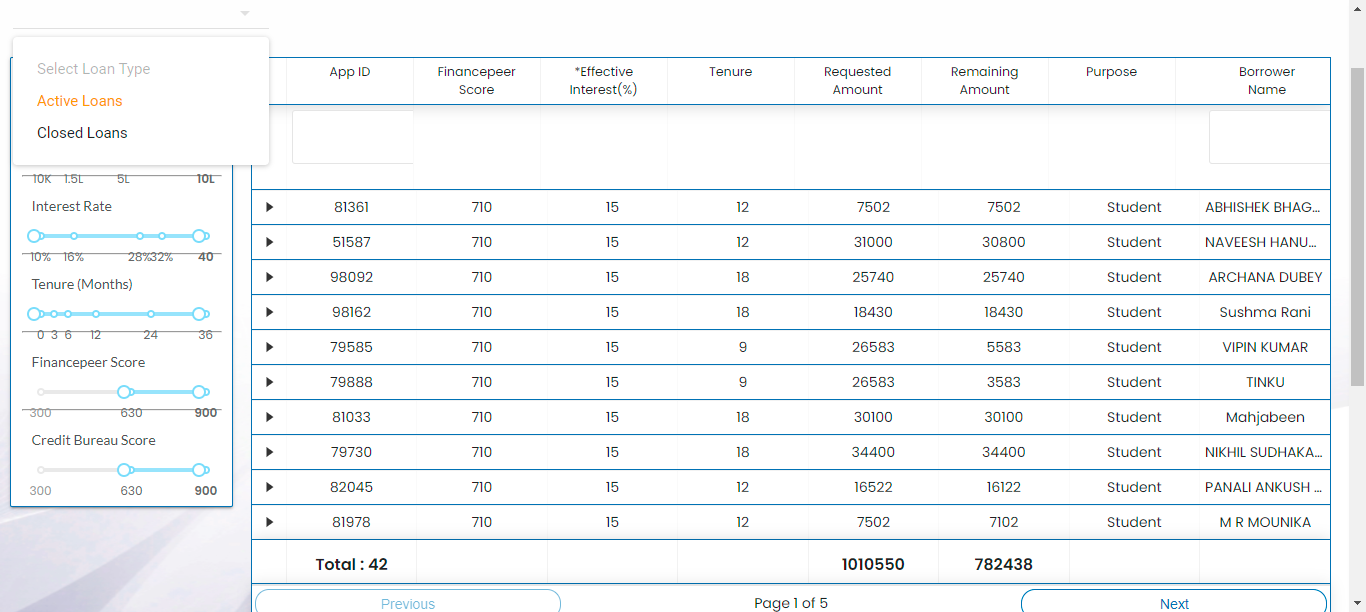 Select Loan Type
Active Loans
Closed Loans
10K 1.5L 5L 10L
Interest Rate
10% 16% 28% 32% 40
Tenure (Months)
0 3 6 12 24 36
Financepeer Score
300 630 900
Credit Bureau Score
300 630 900
App ID Financepeer Score *Effective Interest(%) Tenure Requested Amount Remaining Amount Purpose Borrower Name
81361 710 15 12 7502 7502 Student ABHISHEK BHAG...
51587 710 15 12 31000 30800 Student NAVEESH HANU...
98092 710 15 18 25740 25740 Student ARCHANA DUBEY
98162 710 15 18 18430 18430 Student Sushma Rani
79585 710 15 9 26583 5583 Student VIPIN KUMAR
79888 710 15 9 26583 3583 Student TINKU
81033 710 15 18 30100 30100 Student Mahjabeen
79730 710 15 18 34400 34400 Student NIKHIL SUDHAKA...
82045 710 15 12 16522 16122 Student PANALI ANKUSH ...
81978 710 15 12 7502 7102 Student M R MOUNIKA
Total : 42 1010550 782438
Previous Page 1 of 5 Next